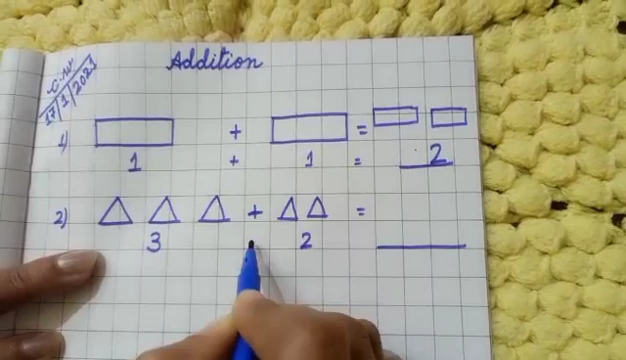 Addition
17/1/2021
1) + =
1 + 1 = 2
2) + =
3 2